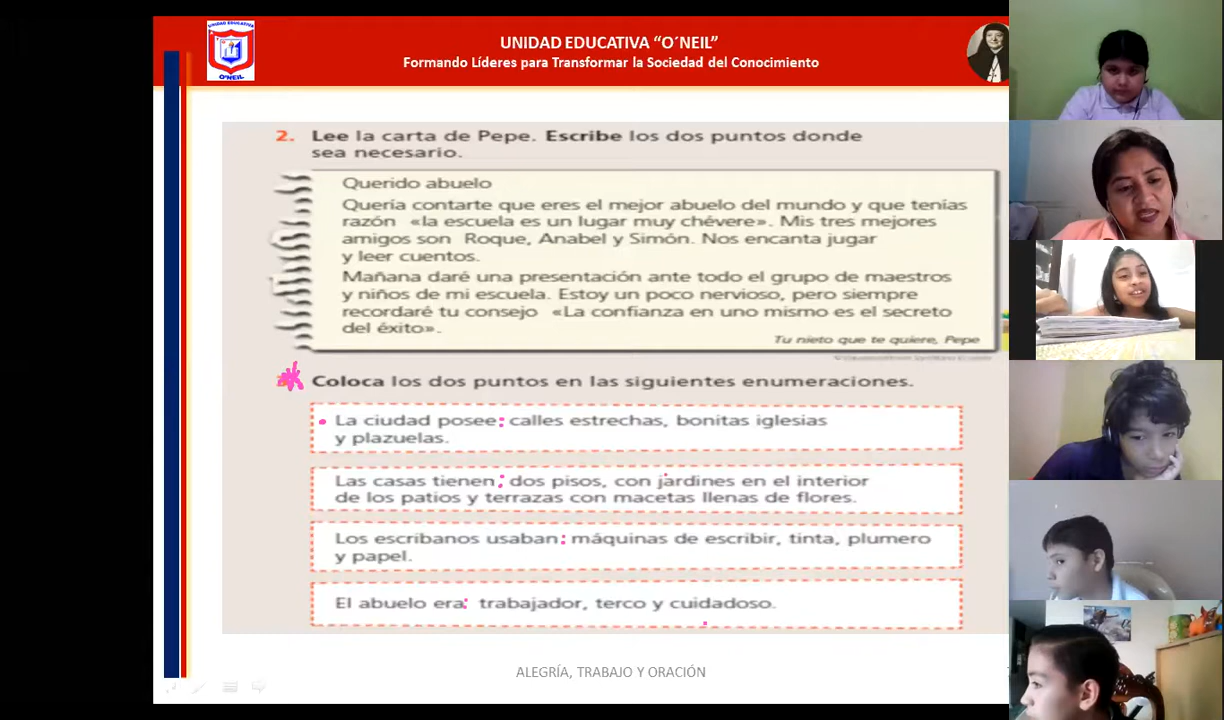 UNIDAD EDUCATIVA "O´NEIL"
Formando Líderes para Transformar la Sociedad del Conocimiento
UNIDAD EDUCATIVA
O'NEIL
2. Lee la carta de Pepe. Escribe los dos puntos donde
sea necesario.
Querido abuelo
Quería contarte que eres el mejor abuelo del mundo y que tenías
razón «la escuela es un lugar muy chévere». Mis tres mejores
amigos son Roque, Anabel y Simón. Nos encanta jugar
y leer cuentos.
Mañana daré una presentación ante todo el grupo de maestros
y niños de mi escuela. Estoy un poco nervioso, pero siempre
recordaré tu consejo «La confianza en uno mismo es el secreto
del éxito».
Tu nieto que te quiere, Pepe
Coloca los dos puntos en las siguientes enumeraciones.
La ciudad posee: calles estrechas, bonitas iglesias
y plazuelas.
Las casas tienen: dos pisos, con jardines en el interior
de los patios y terrazas con macetas llenas de flores.
Los escribanos usaban: máquinas de escribir, tinta, plumero
y papel.
El abuelo era: trabajador, terco y cuidadoso.
ALEGRÍA, TRABAJO Y ORACIÓN